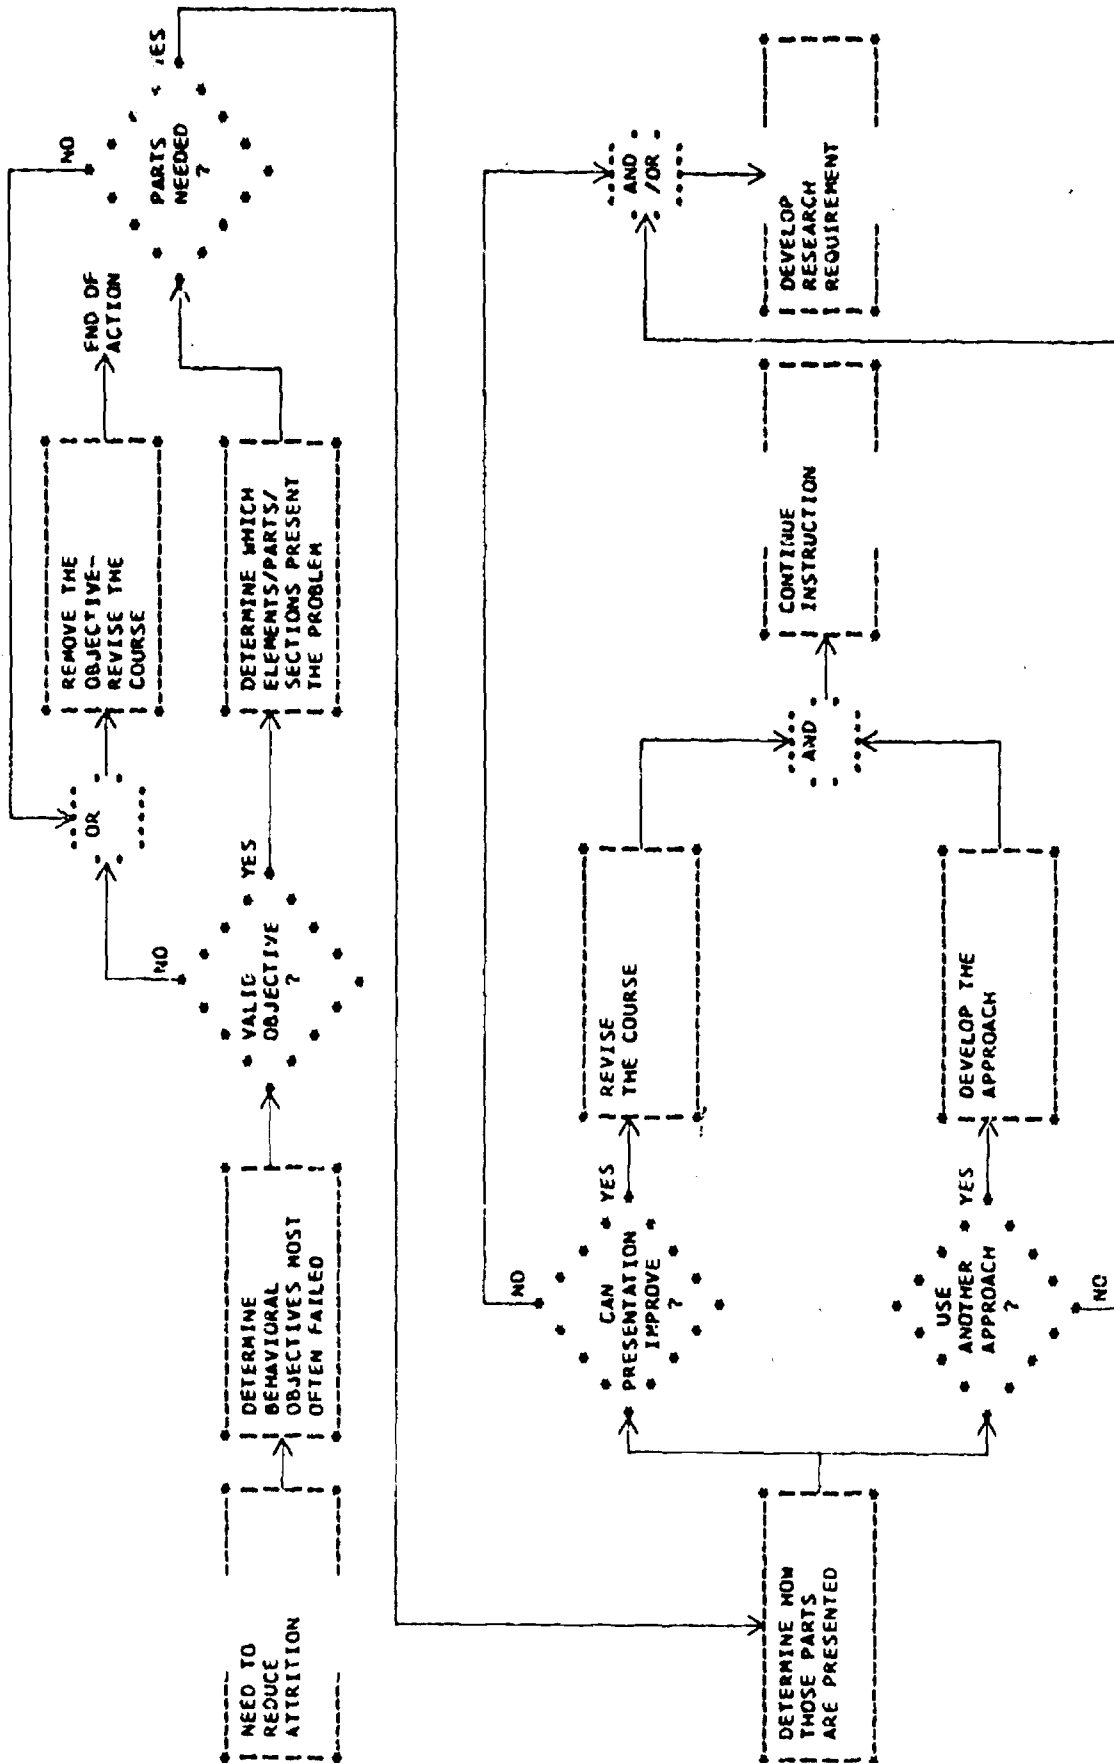 NEED TO
REDUCE
ATTRITION
DETERMINE
BEHAVIORAL
OBJECTIVES MOST
OFTEN FAILED
VALID
OBJECTIVE
?
NO
YES
OR
REMOVE THE
OBJECTIVE-
REVISE THE
COURSE
END OF
ACTION
DETERMINE WHICH
ELEMENTS/PARTS/
SECTIONS PRESENT
THE PROBLEM
PARTS
NEEDED
?
NO
YES
DETERMINE HOW
THOSE PARTS
ARE PRESENTED
CAN
PRESENTATION
IMPROVE
?
NO
YES
REVISE
THE COURSE
USE
ANOTHER
APPROACH
?
YES
NO
DEVELOP THE
APPROACH
AND
CONTINUE
INSTRUCTION
AND
/OR
DEVELOP
RESEARCH
REQUIREMENT